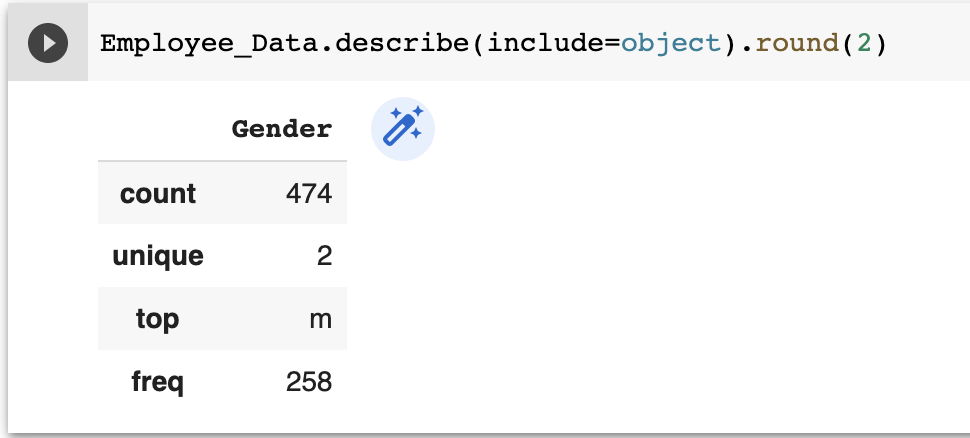 Employee_Data.describe(include=object).round(2)
Gender
count 474
unique 2
top m
freq 258